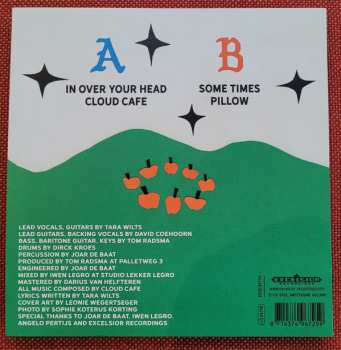 A B
IN OVER YOUR HEAD
CLOUD CAFE
SOME TIMES
PILLOW
LEAD VOCALS, GUITARS BY TARA WILTS
LEAD GUITARS, BACKING VOCALS BY DAVID COEHOORN
BASS, BARITONE GUITAR, KEYS BY TOM RADSMA
DRUMS BY DIRCK KROES
PERCUSSION BY JOAR DE BAAT
PRODUCED BY TOM RADSMA AT PALLETWEG 3
ENGINEERED BY JOAR DE BAAT
MIXED BY IWEN LEGRO AT STUDIO LEKKER LEGRO
MASTERED BY DARIUS VAN HELFTEREN
ALL MUSIC COMPOSED BY CLOUD CAFE
LYRICS WRITTEN BY TARA WILTS
COVER ART BY LEONIE WEGERTSEGER
PHOTO BY SOPHIE KOTERUS KORTING
SPECIAL THANKS TO JOAR DE BAAT, IWEN LEGRO,
ANGELO PERTIJS AND EXCELSIOR RECORDINGS
EXCELSIOR
RECORDINGS
8 714374 967259